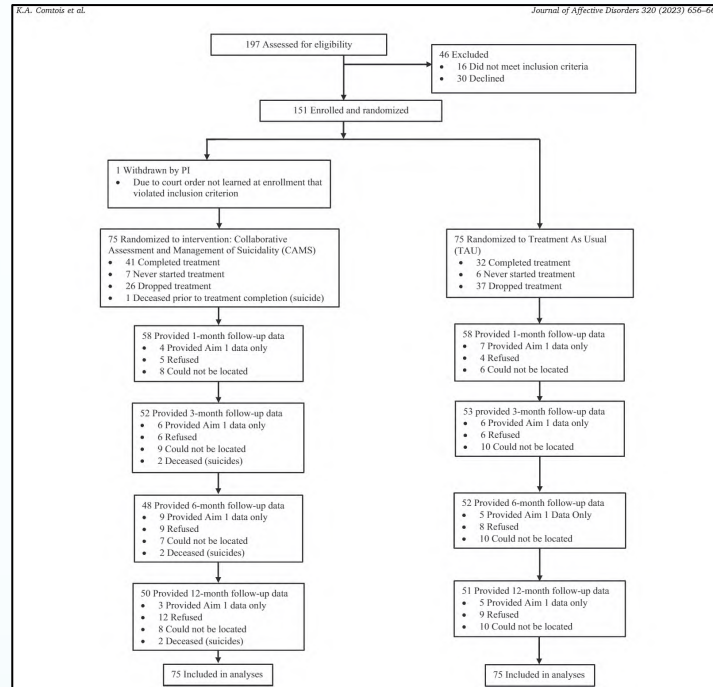 K.A. Comtois et al.
Journal of Affective Disorders 320 (2023) 656–66
197 Assessed for eligibility
46 Excluded
• 16 Did not meet inclusion criteria
• 30 Declined
151 Enrolled and randomized
1 Withdrawn by PI
• Due to court order not learned at enrollment that
violated inclusion criterion
75 Randomized to intervention: Collaborative
Assessment and Management of Suicidality (CAMS)
• 41 Completed treatment
• 7 Never started treatment
• 26 Dropped treatment
• 1 Deceased prior to treatment completion (suicide)
75 Randomized to Treatment As Usual
(TAU)
• 32 Completed treatment
• 6 Never started treatment
• 37 Dropped treatment
58 Provided 1-month follow-up data
• 4 Provided Aim 1 data only
• 5 Refused
• 8 Could not be located
58 Provided 1-month follow-up data
• 7 Provided Aim 1 data only
• 4 Refused
• 6 Could not be located
52 Provided 3-month follow-up data
• 6 Provided Aim 1 data only
• 6 Refused
• 9 Could not be located
• 2 Deceased (suicides)
53 provided 3-month follow-up data
• 6 Provided Aim 1 data only
• 6 Refused
• 10 Could not be located
48 Provided 6-month follow-up data
• 9 Provided Aim 1 data only
• 9 Refused
• 7 Could not be located
• 2 Deceased (suicides)
52 Provided 6-month follow-up data
• 5 Provided Aim 1 Data Only
• 8 Refused
• 10 Could not be located
50 Provided 12-month follow-up data
• 3 Provided Aim 1 data only
• 12 Refused
• 8 Could not be located
• 2 Deceased (suicides)
51 Provided 12-month follow-up data
• 5 Provided Aim 1 data only
• 9 Refused
• 10 Could not be located
75 Included in analyses
75 Included in analyses